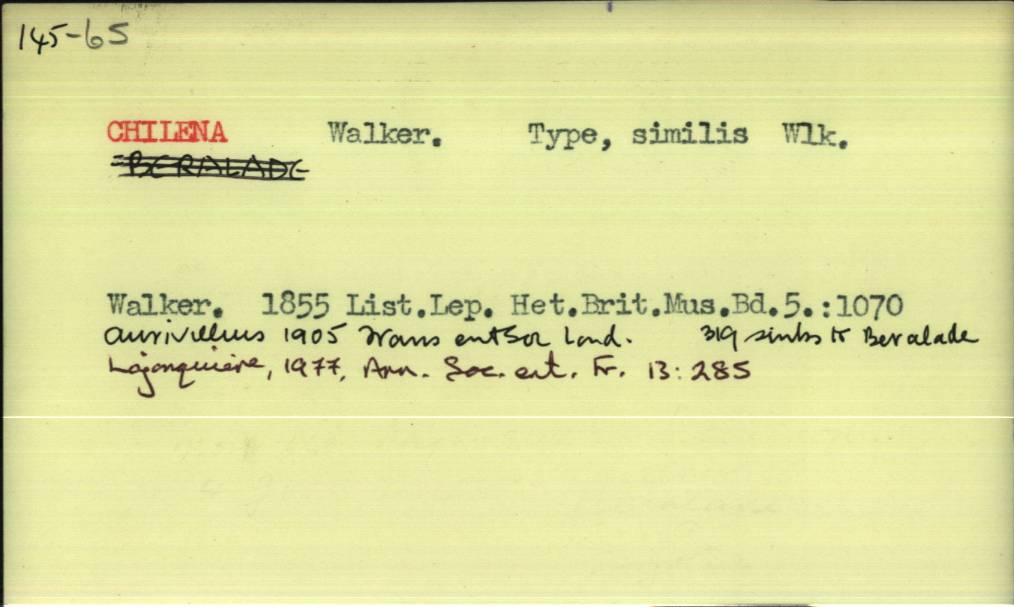 145-65
CHILENA Walker. Type, similis Wlk.
BERALADE
Walker. 1855 List.Lep. Het.Brit.Mus.Bd.5.:1070
Aurivillius 1905 Trans ent Soc Lond. 319 sinks to Beralade
Lajonquiere, 1977, Ann. Soc. ent. Fr. 13: 285